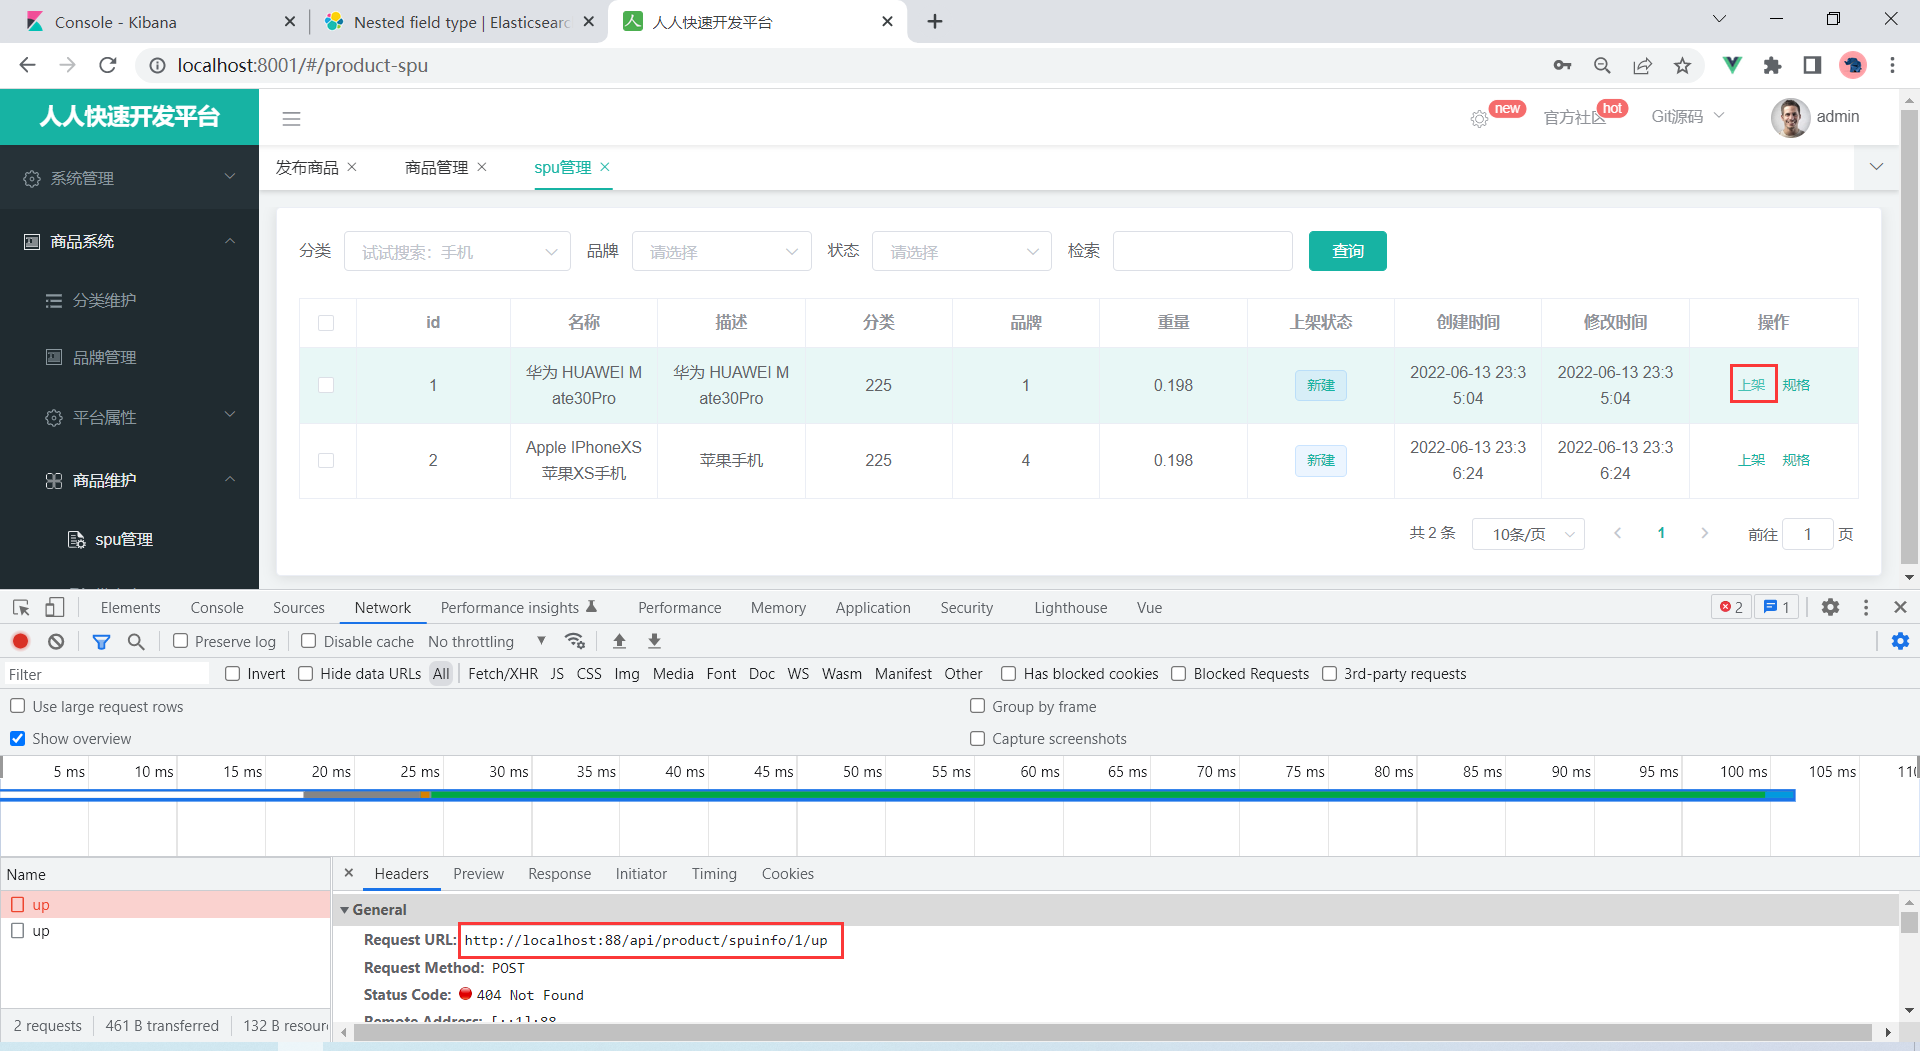 Console - Kibana
Nested field type | Elasticsearc
人人快速开发平台
localhost:8001/#/product-spu
人人快速开发平台
new
官方社区
hot
Git源码
admin
系统管理
商品系统
分类维护
品牌管理
平台属性
商品维护
spu管理
发布商品
商品管理
spu管理
分类 试试搜索：手机 品牌 请选择 状态 请选择 检索 查询
id 名称 描述 分类 品牌 重量 上架状态 创建时间 修改时间 操作
1 华为 HUAWEI M 华为 HUAWEI M 225 1 0.198 新建 2022-06-13 23:3 2022-06-13 23:3 上架 规格
ate30Pro ate30Pro 5:04 5:04
2 Apple IPhoneXS 苹果手机 225 4 0.198 新建 2022-06-13 23:3 2022-06-13 23:3 上架 规格
苹果XS手机 6:24 6:24
共 2 条 10条/页 1 前往 1 页
Elements Console Sources Network Performance insights Performance Memory Application Security Lighthouse Vue 2 1
Preserve log Disable cache No throttling
Filter Invert Hide data URLs All Fetch/XHR JS CSS Img Media Font Doc WS Wasm Manifest Other Has blocked cookies Blocked Requests 3rd-party requests
Use large request rows Group by frame
Show overview Capture screenshots
5 ms 10 ms 15 ms 20 ms 25 ms 30 ms 35 ms 40 ms 45 ms 50 ms 55 ms 60 ms 65 ms 70 ms 75 ms 80 ms 85 ms 90 ms 95 ms 100 ms 105 ms 110
Name
up
up
2 requests 461 B transferred 132 B resour
Headers Preview Response Initiator Timing Cookies
General
Request URL: http://localhost:88/api/product/spuinfo/1/up
Request Method: POST
Status Code: 404 Not Found
Remote Address: [::1]:88